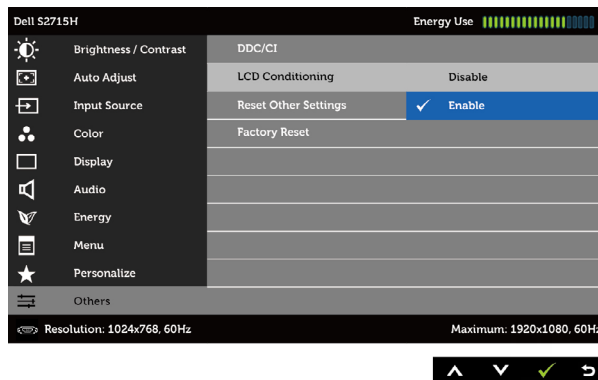 Dell S2715H
Energy Use
Brightness / Contrast
DDC/CI
Auto Adjust
LCD Conditioning
Disable
Input Source
Reset Other Settings
Enable
Color
Factory Reset
Display
Audio
Energy
Menu
Personalize
Others
Resolution: 1024x768, 60Hz
Maximum: 1920x1080, 60Hz